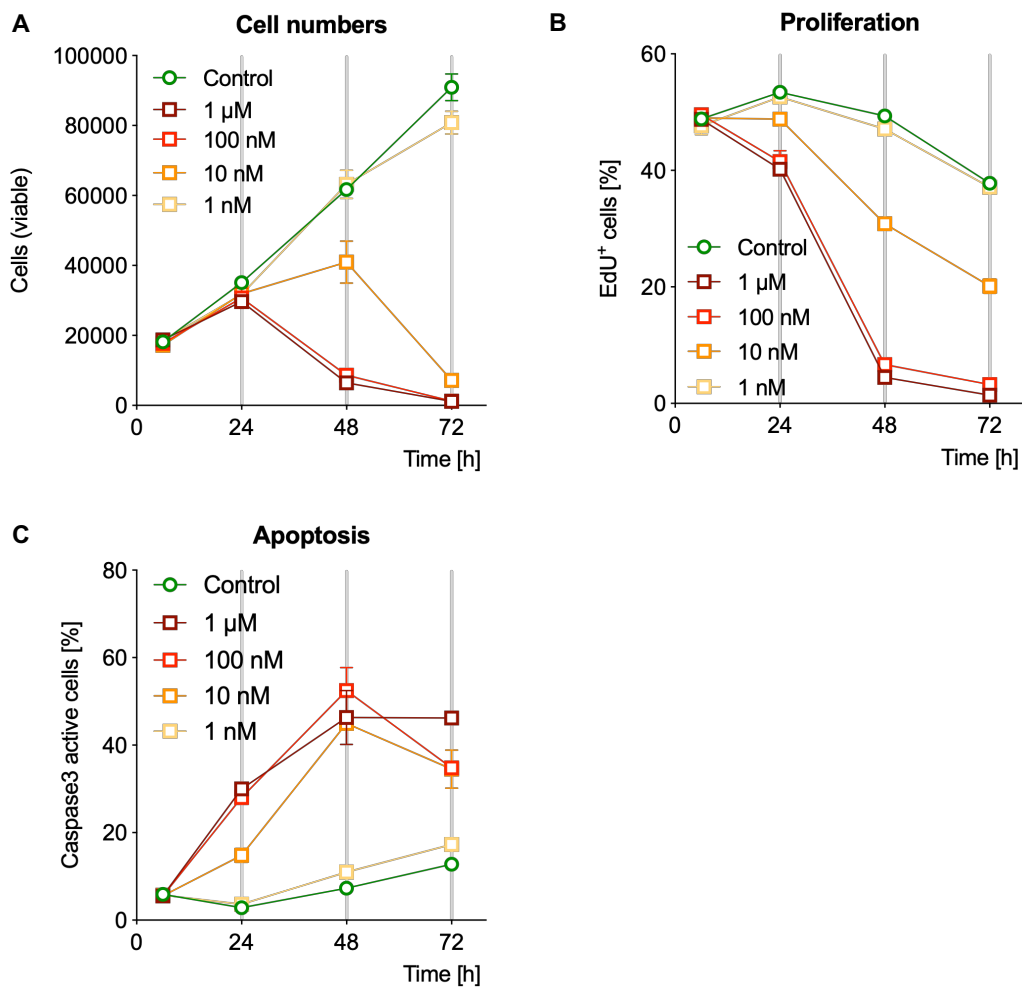 A
Cell numbers
100000
80000
60000
40000
20000
0
Cells (viable)
Control
1 µM
100 nM
10 nM
1 nM
0
24
48
72
Time [h]
B
Proliferation
60
40
20
0
EdU⁺ cells [%]
Control
1 µM
100 nM
10 nM
1 nM
0
24
48
72
Time [h]
C
Apoptosis
80
60
40
20
0
Caspase3 active cells [%]
Control
1 µM
100 nM
10 nM
1 nM
0
24
48
72
Time [h]